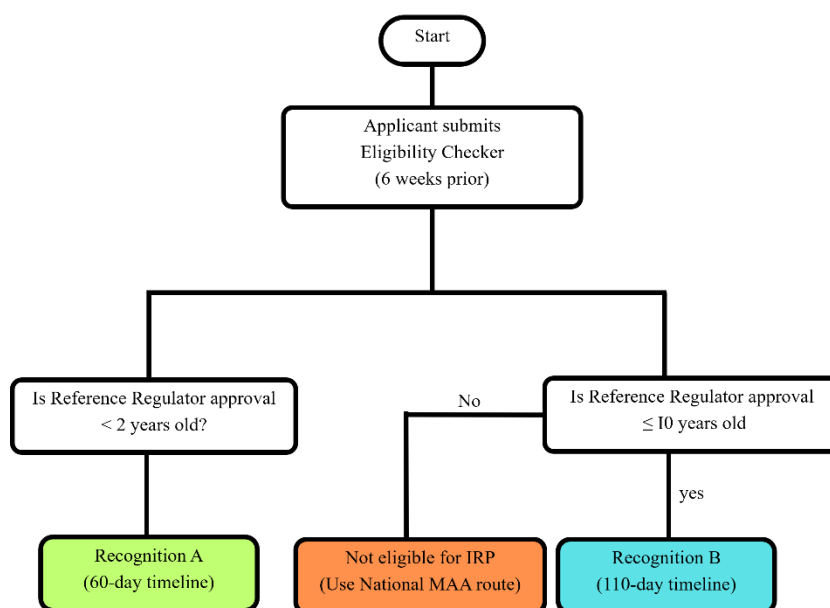 Start
Applicant submits
Eligibility Checker
(6 weeks prior)
Is Reference Regulator approval
< 2 years old?
No
Is Reference Regulator approval
≤ I0 years old
yes
Recognition A
(60-day timeline)
Not eligible for IRP
(Use National MAA route)
Recognition B
(110-day timeline)